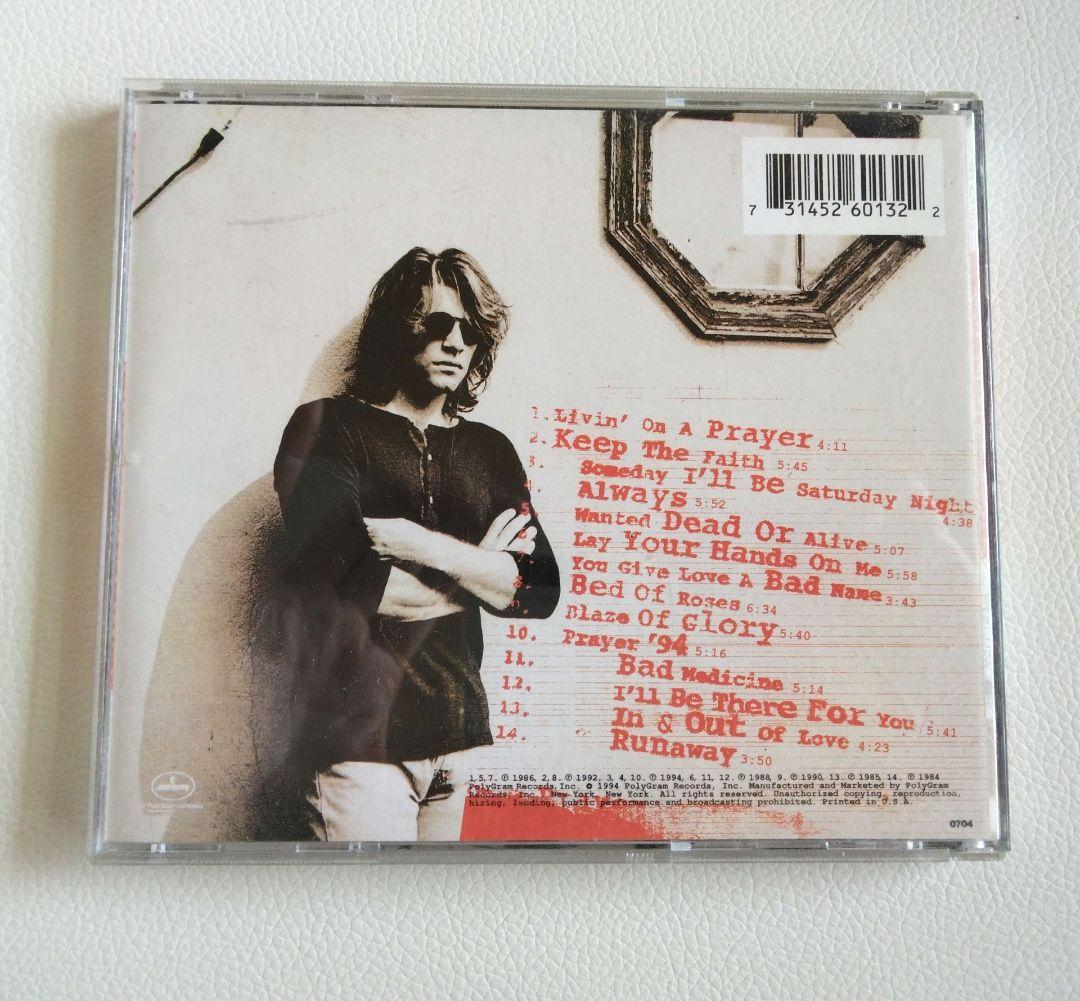 7 31452 60132 2
1. Livin' On A Prayer 4:11
2. Keep The Faith 5:45
3. Someday I'll Be Saturday Night 4:38
4. Always 5:52
5. Wanted Dead Or Alive 5:07
6. Lay Your Hands On Me 5:58
7. You Give Love A Bad Name 3:43
8. Bed Of Roses 6:34
9. Blaze Of Glory 5:40
10. Prayer '94 5:16
11. Bad Medicine 5:14
12. I'll Be There For You 5:41
13. In & Out of Love 4:23
14. Runaway 3:50
1,5,7. ℗ 1986, 2,8. ℗ 1992, 3, 4, 10. ℗ 1994, 6, 11, 12. ℗ 1988, 9. ℗ 1990, 13. ℗ 1985, 14. ℗ 1984
PolyGram Records, Inc. © 1994 PolyGram Records, Inc. Manufactured and Marketed by PolyGram
Records, Inc., New York, New York. All rights reserved. Unauthorized copying, reproduction,
hiring, lending, public performance and broadcasting prohibited. Printed in U.S.A.
mercury
0704